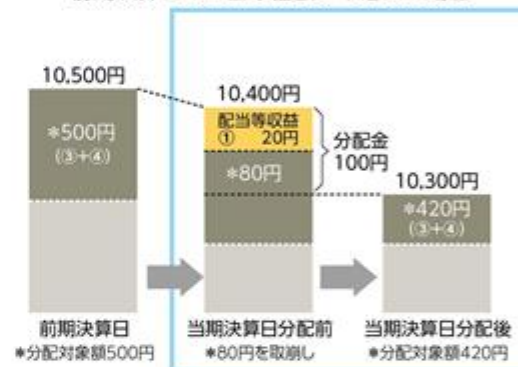 10,500円
＊500円
(③+④)
10,400円
配当等収益
① 20円
＊80円
分配金
100円
10,300円
＊420円
(③+④)
前期決算日
＊分配対象額500円
当期決算日分配前
＊80円を取崩し
当期決算日分配後
＊分配対象額420円